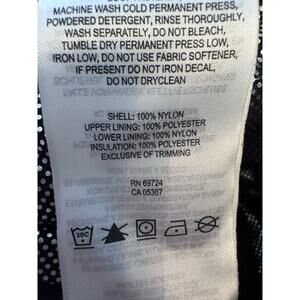 MACHINE WASH COLD PERMANENT PRESS,
POWDERED DETERGENT, RINSE THOROUGHLY,
WASH SEPARATELY, DO NOT BLEACH,
TUMBLE DRY PERMANENT PRESS LOW,
IRON LOW, DO NOT USE FABRIC SOFTENER,
IF PRESENT DO NOT IRON DECAL,
DO NOT DRYCLEAN
SHELL: 100% NYLON
UPPER LINING: 100% POLYESTER
LOWER LINING: 100% NYLON
INSULATION: 100% POLYESTER
EXCLUSIVE OF TRIMMING
RN 69724
CA 05367
30C